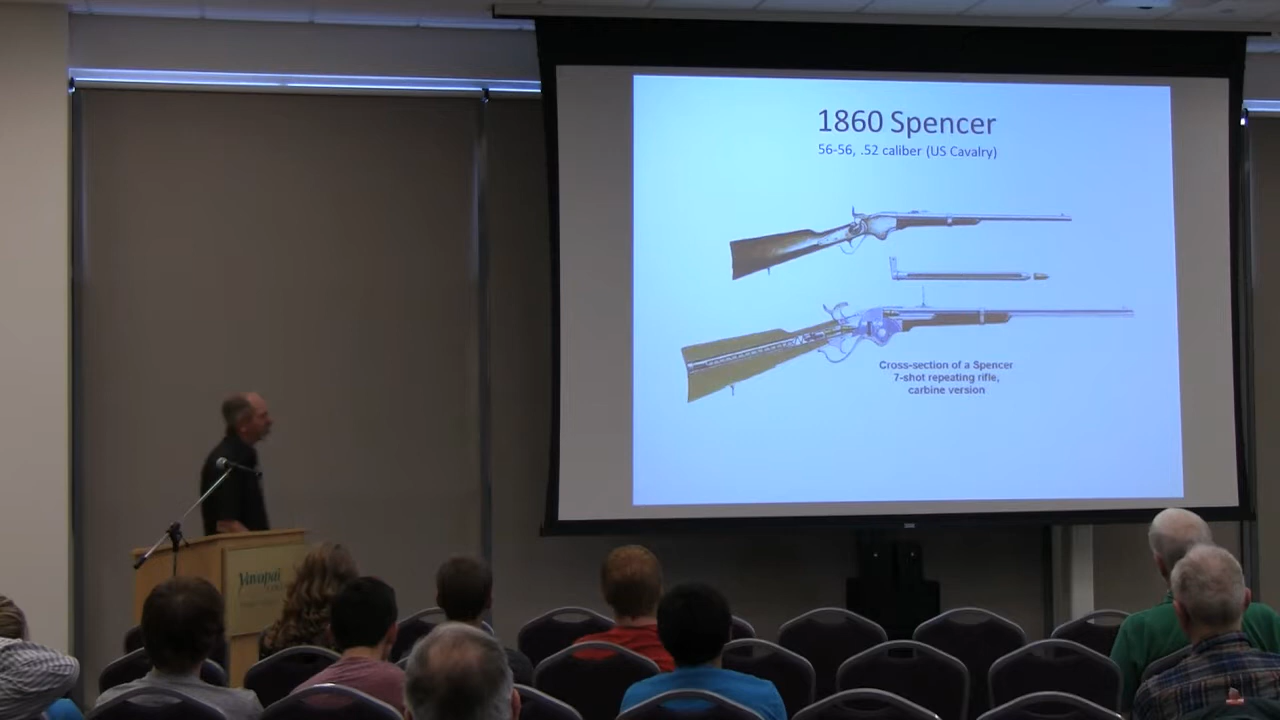 1860 Spencer
56-56, .52 caliber (US Cavalry)
Cross-section of a Spencer
7-shot repeating rifle,
carbine version
Yavapai